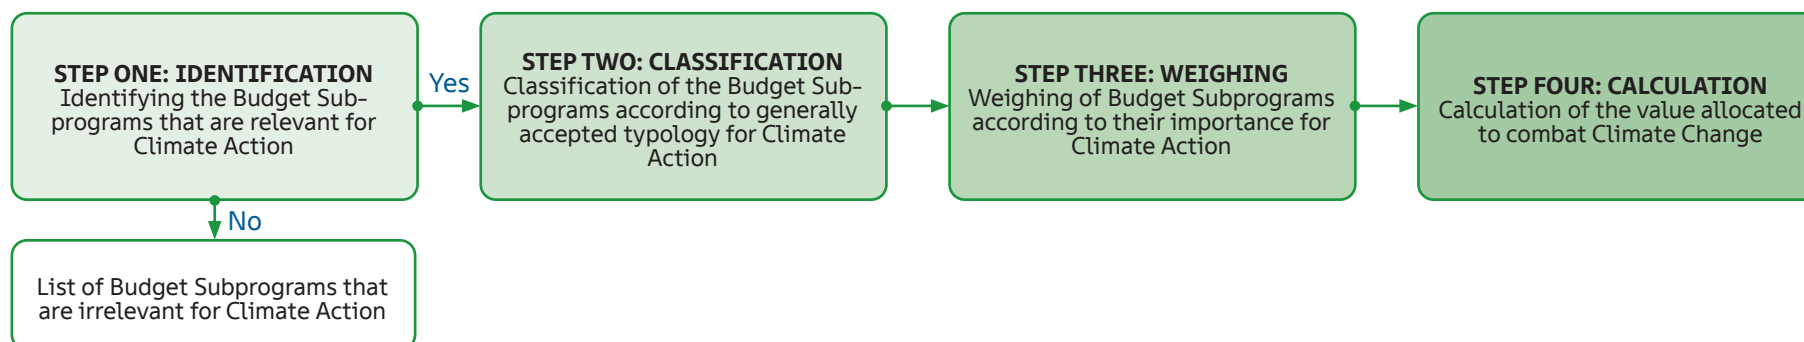 STEP ONE: IDENTIFICATION
Identifying the Budget Sub-
programs that are relevant for
Climate Action
Yes
STEP TWO: CLASSIFICATION
Classification of the Budget Sub-
programs according to generally
accepted typology for Climate
Action
STEP THREE: WEIGHING
Weighing of Budget Subprograms
according to their importance for
Climate Action
STEP FOUR: CALCULATION
Calculation of the value allocated
to combat Climate Change
No
List of Budget Subprograms that
are irrelevant for Climate Action